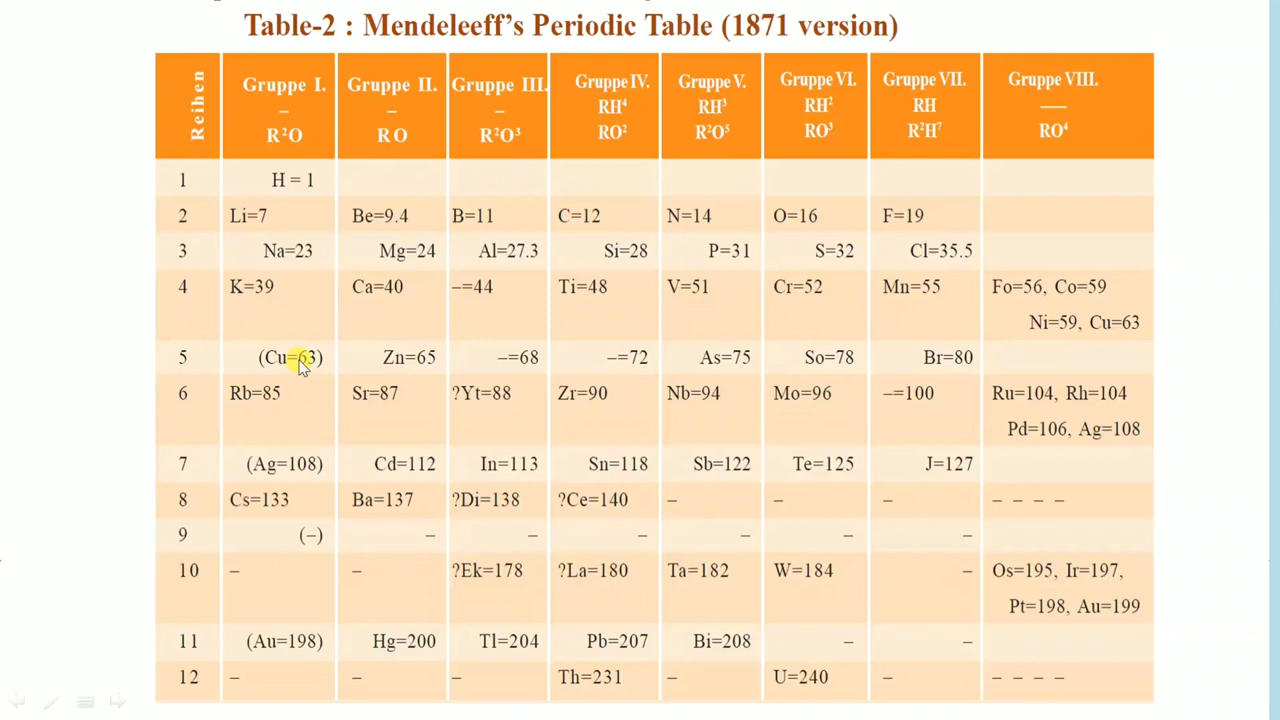 Table-2 : Mendeleeff's Periodic Table (1871 version)
Reihen Gruppe I. – R²O Gruppe II. – RO Gruppe III. – R²O³ Gruppe IV. RH⁴ RO² Gruppe V. RH³ R²O⁵ Gruppe VI. RH² RO³ Gruppe VII. RH R²H⁷ Gruppe VIII. — RO⁴
1 H = 1
2 Li=7 Be=9.4 B=11 C=12 N=14 O=16 F=19
3 Na=23 Mg=24 Al=27.3 Si=28 P=31 S=32 Cl=35.5
4 K=39 Ca=40 –=44 Ti=48 V=51 Cr=52 Mn=55 Fo=56, Co=59
Ni=59, Cu=63
5 (Cu=63) Zn=65 –=68 –=72 As=75 So=78 Br=80
6 Rb=85 Sr=87 ?Yt=88 Zr=90 Nb=94 Mo=96 –=100 Ru=104, Rh=104
Pd=106, Ag=108
7 (Ag=108) Cd=112 In=113 Sn=118 Sb=122 Te=125 J=127
8 Cs=133 Ba=137 ?Di=138 ?Ce=140 – – – – – – –
9 (–) – – – – – –
10 – – ?Ek=178 ?La=180 Ta=182 W=184 – Os=195, Ir=197,
Pt=198, Au=199
11 (Au=198) Hg=200 Tl=204 Pb=207 Bi=208 – –
12 – – – Th=231 – U=240 – – – – –